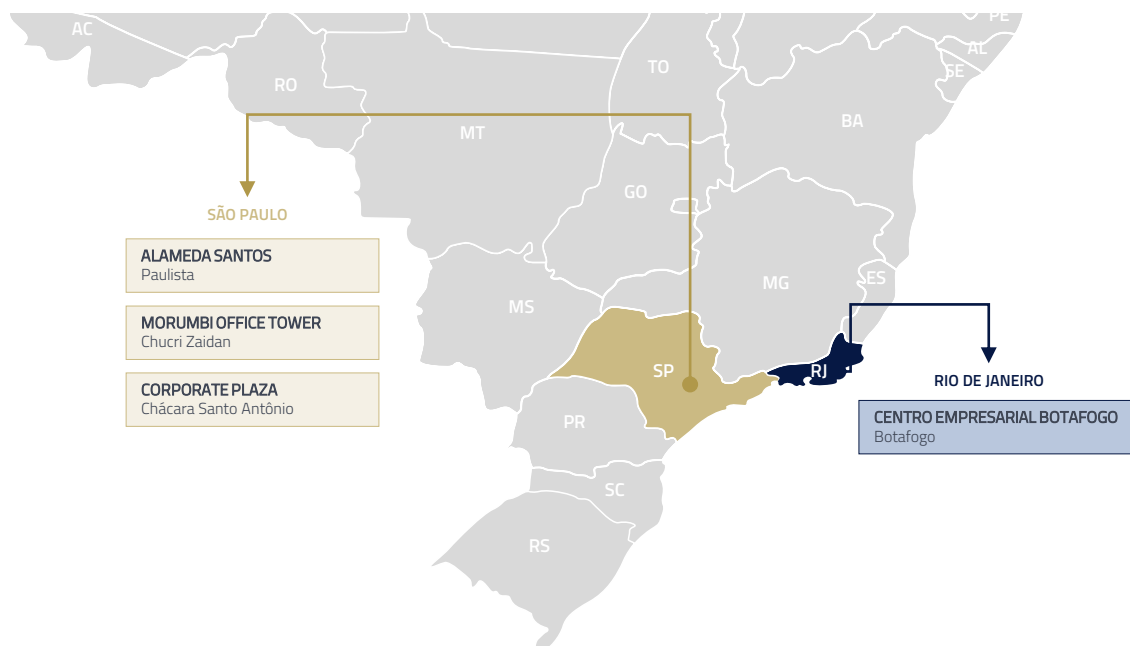 AC
PE
AL
SE
TO
RO
BA
MT
GO
SÃO PAULO
ALAMEDA SANTOS
Paulista
MORUMBI OFFICE TOWER
Chucri Zaidan
CORPORATE PLAZA
Chácara Santo Antônio
MS
MG
ES
SP
RJ
RIO DE JANEIRO
CENTRO EMPRESARIAL BOTAFOGO
Botafogo
PR
SC
RS